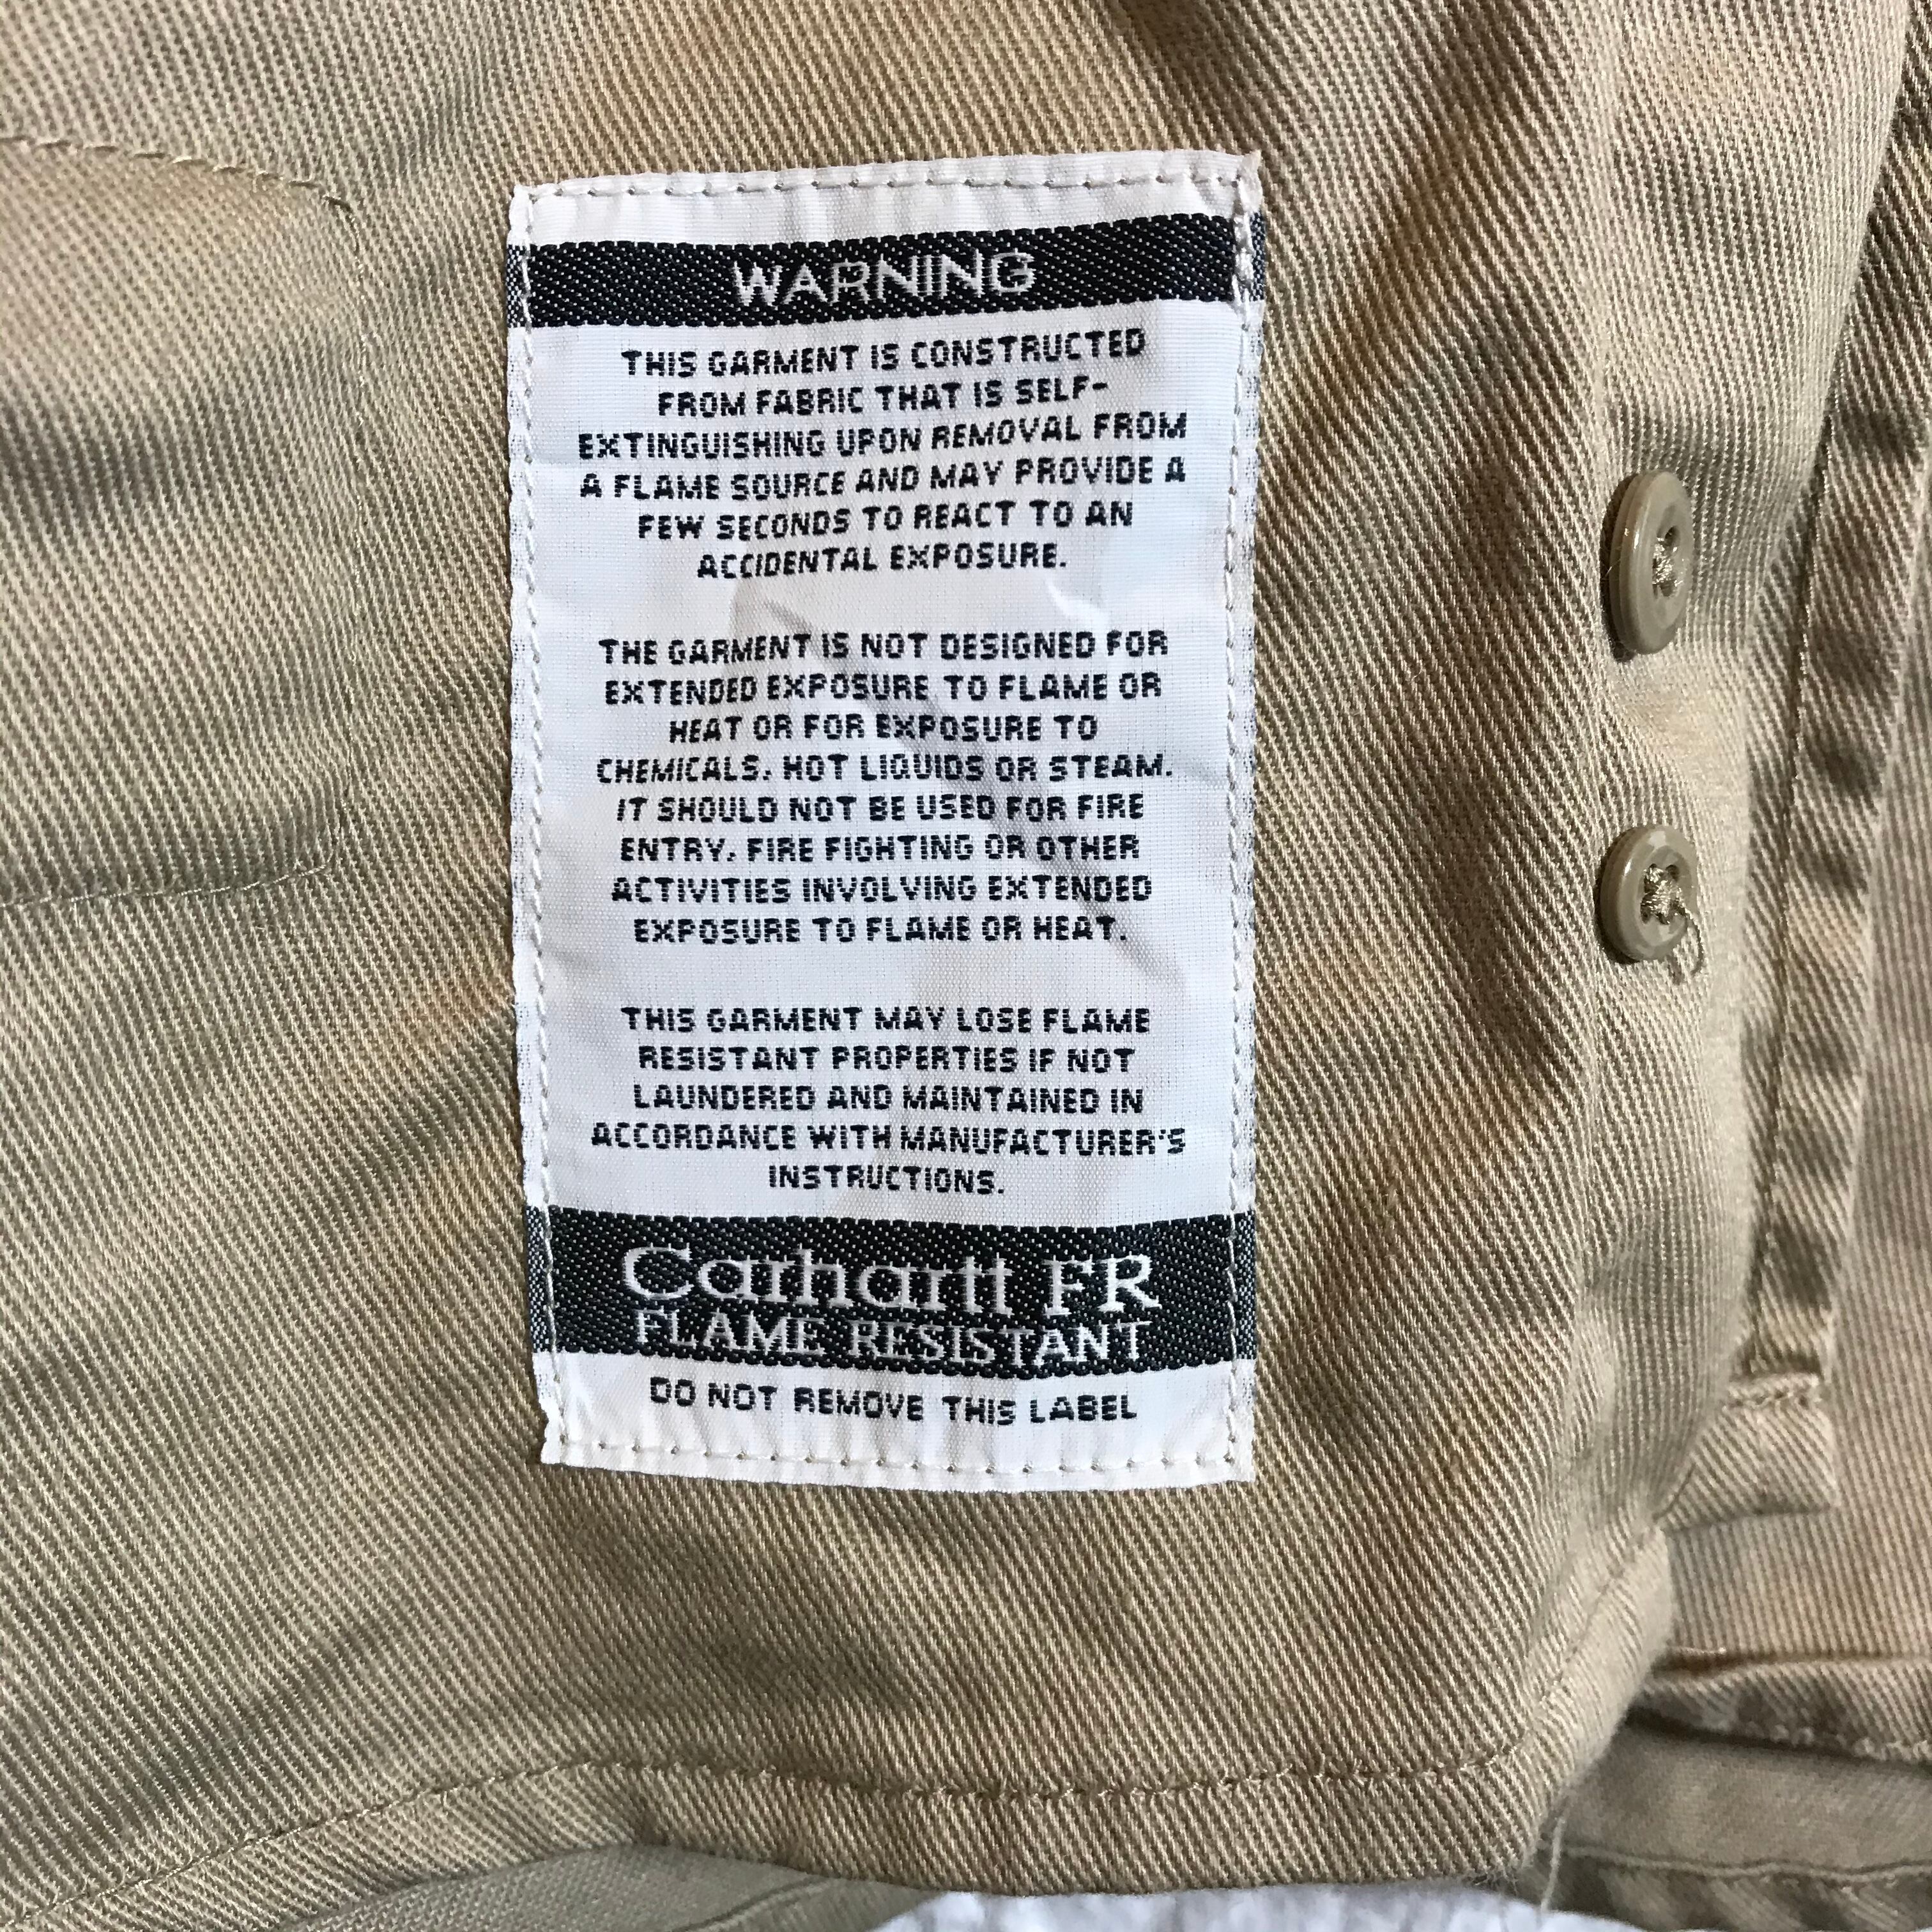 WARNING
THIS GARMENT IS CONSTRUCTED
FROM FABRIC THAT IS SELF-
EXTINGUISHING UPON REMOVAL FROM
A FLAME SOURCE AND MAY PROVIDE A
FEW SECONDS TO REACT TO AN
ACCIDENTAL EXPOSURE.
THE GARMENT IS NOT DESIGNED FOR
EXTENDED EXPOSURE TO FLAME OR
HEAT OR FOR EXPOSURE TO
CHEMICALS, HOT LIQUIDS OR STEAM.
IT SHOULD NOT BE USED FOR FIRE
ENTRY, FIRE FIGHTING OR OTHER
ACTIVITIES INVOLVING EXTENDED
EXPOSURE TO FLAME OR HEAT.
THIS GARMENT MAY LOSE FLAME
RESISTANT PROPERTIES IF NOT
LAUNDERED AND MAINTAINED IN
ACCORDANCE WITH MANUFACTURER'S
INSTRUCTIONS.
Carhartt FR
FLAME RESISTANT
DO NOT REMOVE THIS LABEL